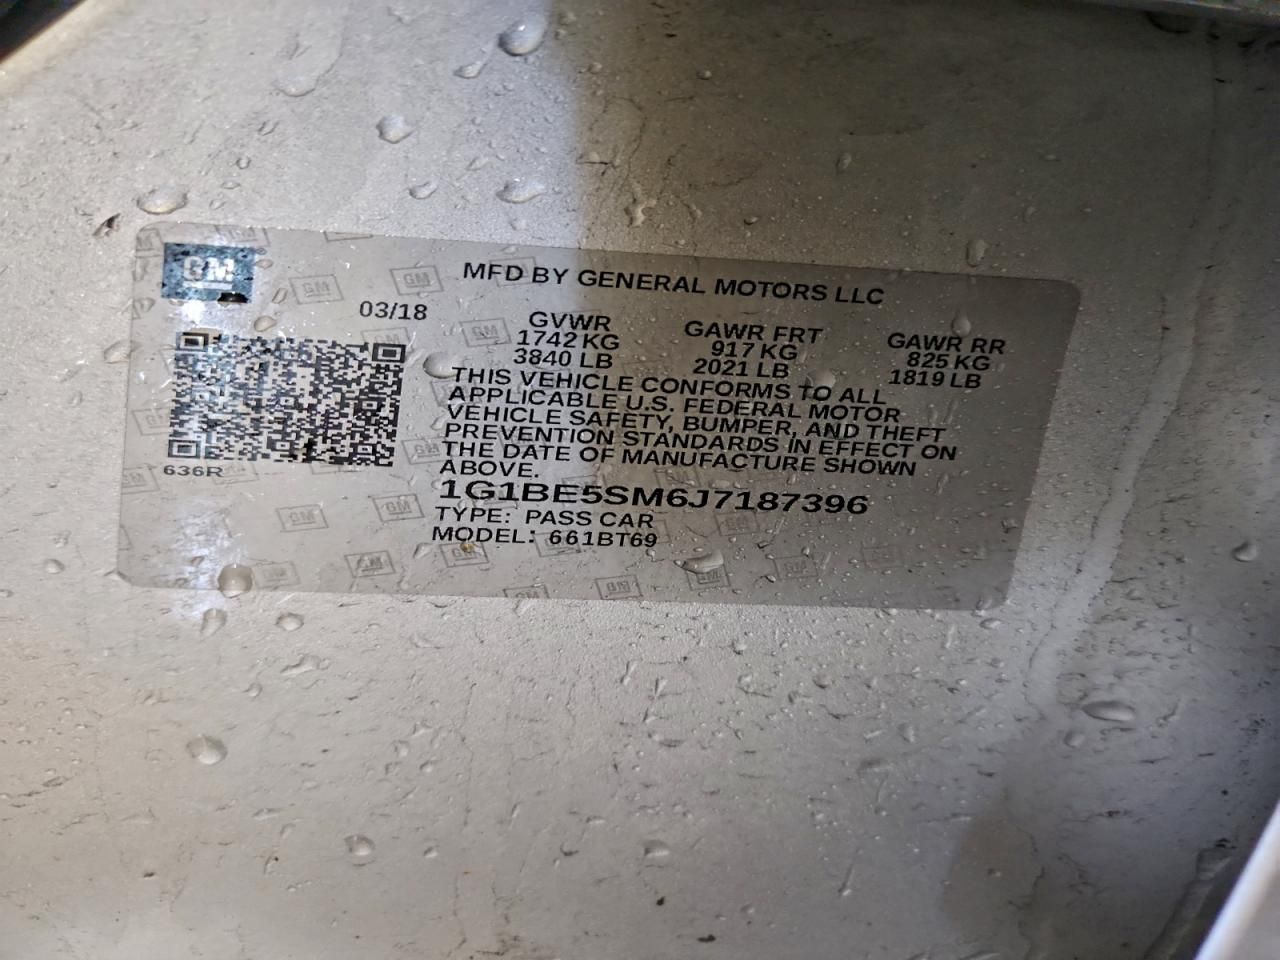 GM
MFD BY GENERAL MOTORS LLC
03/18
GVWR GAWR FRT GAWR RR
1742 KG 917 KG 825 KG
3840 LB 2021 LB 1819 LB
THIS VEHICLE CONFORMS TO ALL
APPLICABLE U.S. FEDERAL MOTOR
VEHICLE SAFETY, BUMPER, AND THEFT
PREVENTION STANDARDS IN EFFECT ON
THE DATE OF MANUFACTURE SHOWN
ABOVE.
636R
1G1BE5SM6J7187396
TYPE: PASS CAR
MODEL: 661BT69